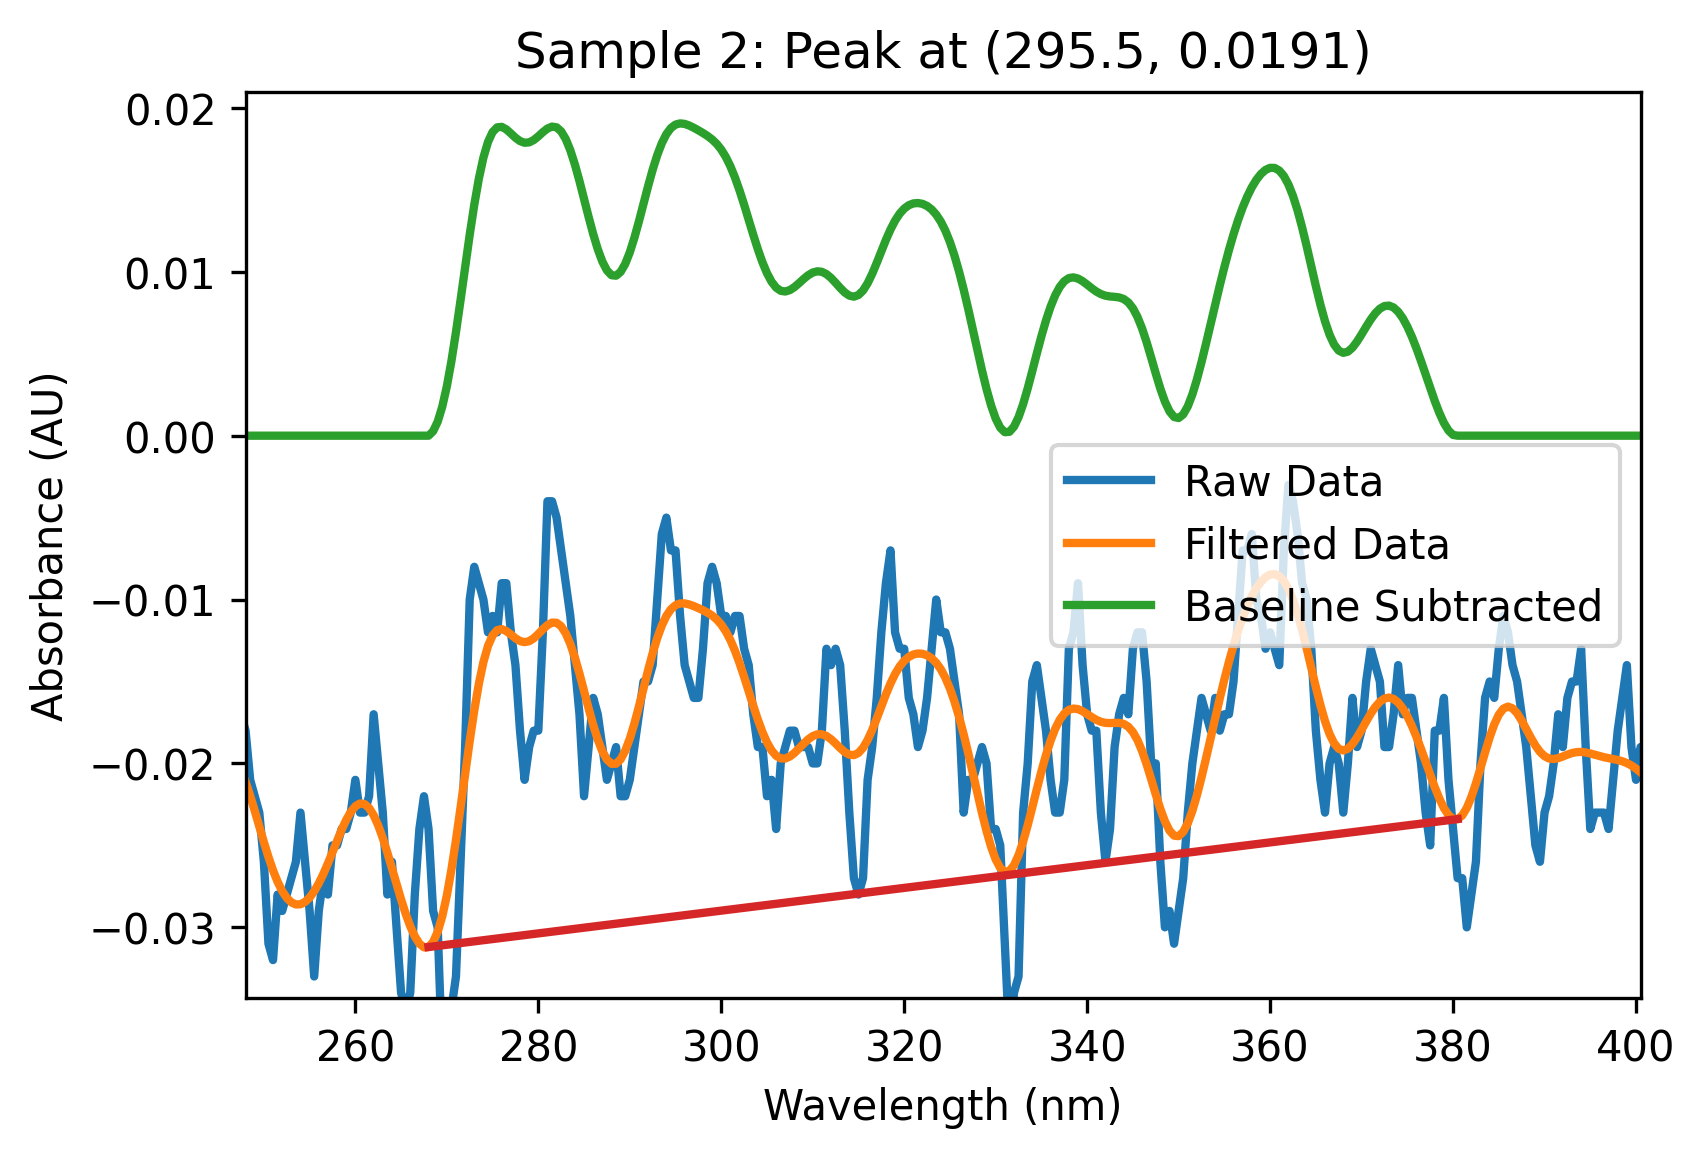 Sample 2: Peak at (295.5, 0.0191)
0.02
0.01
0.00
−0.01
−0.02
−0.03
Absorbance (AU)
Raw Data
Filtered Data
Baseline Subtracted
260 280 300 320 340 360 380 400
Wavelength (nm)